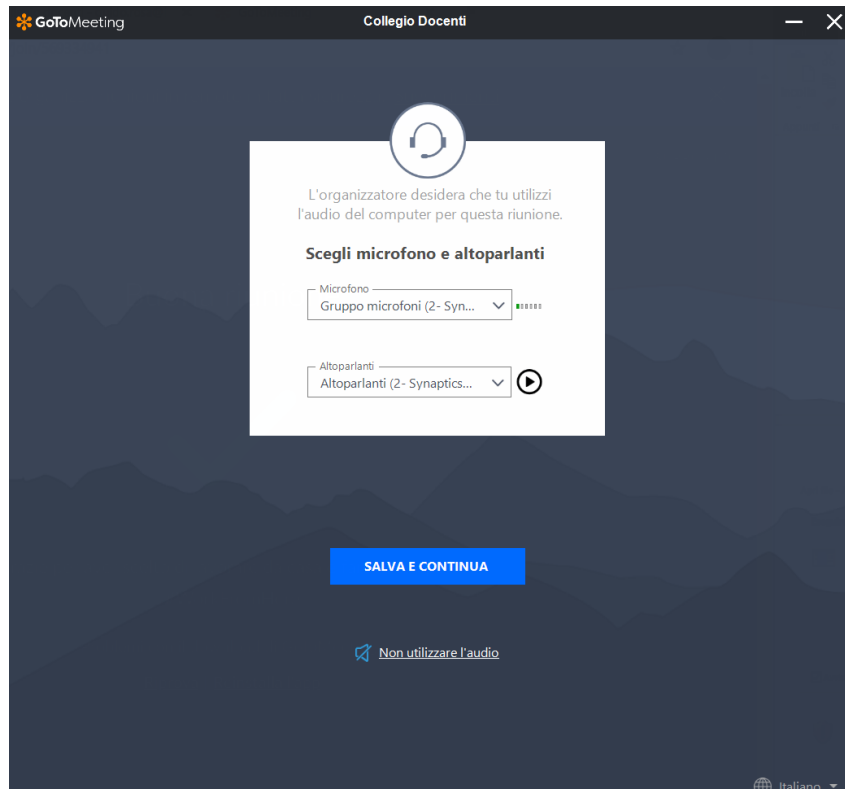 GoToMeeting
Collegio Docenti
L'organizzatore desidera che tu utilizzi
l'audio del computer per questa riunione.
Scegli microfono e altoparlanti
Microfono
Gruppo microfoni (2- Syn...
Altoparlanti
Altoparlanti (2- Synaptics...
SALVA E CONTINUA
Non utilizzare l'audio
Italiano